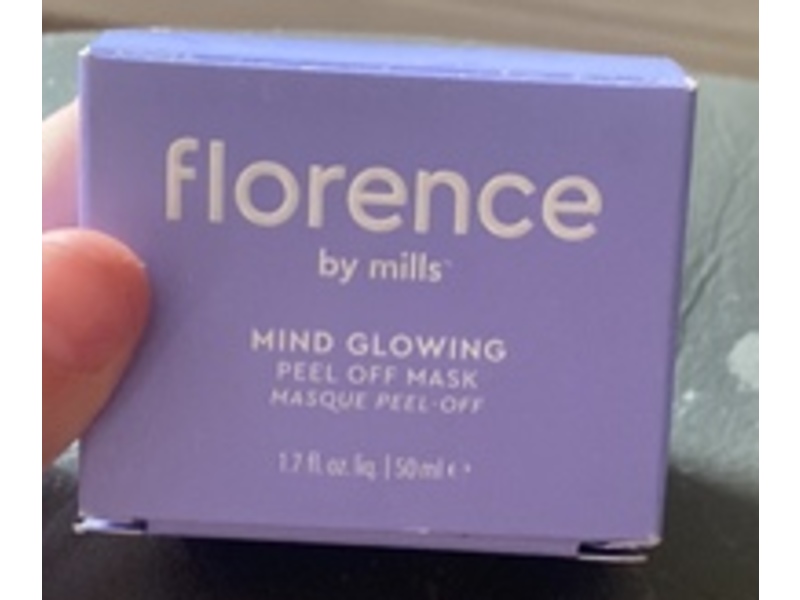 florence
by mills
MIND GLOWING
PEEL OFF MASK
MASQUE PEEL-OFF
1.7 fl. oz. liq. | 50 ml e